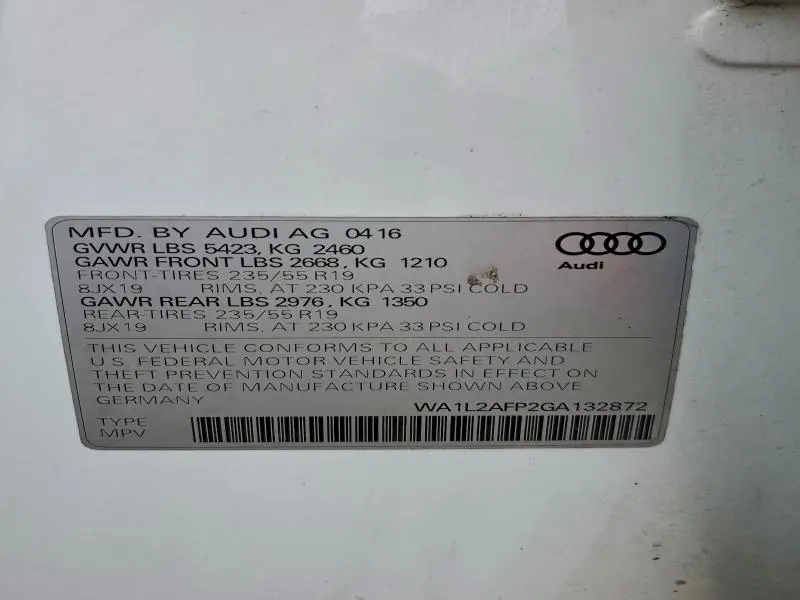 MFD. BY AUDI AG 04 16
GVWR LBS 5423, KG 2460
GAWR FRONT LBS 2668, KG 1210
FRONT-TIRES 235/55 R19
8JX19 RIMS, AT 230 KPA 33 PSI COLD
GAWR REAR LBS 2976, KG 1350
REAR-TIRES 235/55 R19
8JX19 RIMS, AT 230 KPA 33 PSI COLD
Audi
THIS VEHICLE CONFORMS TO ALL APPLICABLE
U.S. FEDERAL MOTOR VEHICLE SAFETY AND
THEFT PREVENTION STANDARDS IN EFFECT ON
THE DATE OF MANUFACTURE SHOWN ABOVE.
GERMANY WA1L2AFP2GA132872
TYPE
MPV